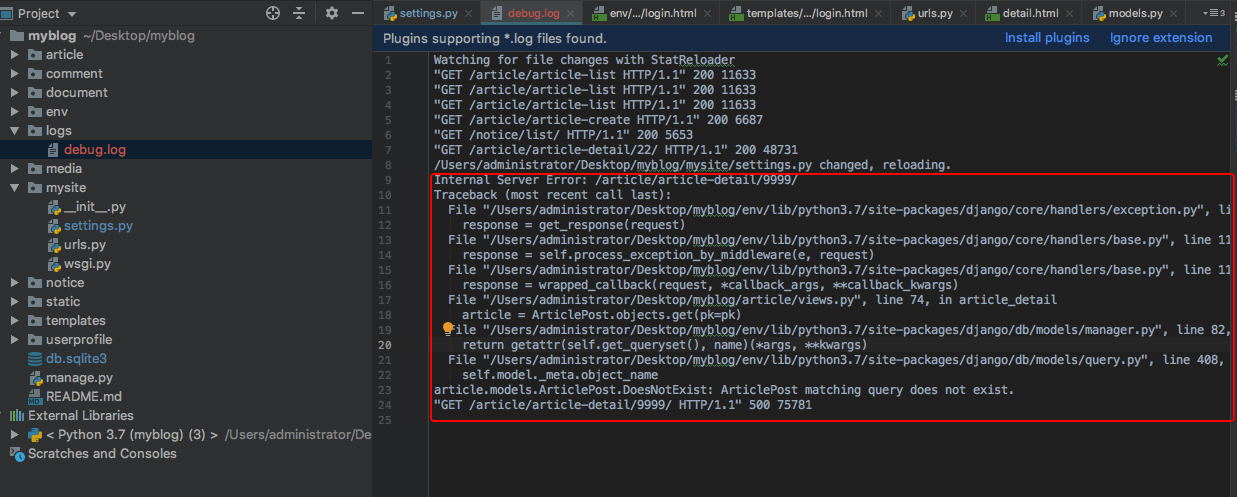 Project
myblog ~/Desktop/myblog
article
comment
document
env
logs
debug.log
media
mysite
__init__.py
settings.py
urls.py
wsgi.py
notice
static
templates
userprofile
db.sqlite3
manage.py
MD README.md
External Libraries
< Python 3.7 (myblog) (3) > /Users/administrator/De
Scratches and Consoles
settings.py debug.log env/.../login.html templates/.../login.html urls.py detail.html models.py 3
Plugins supporting *.log files found. Install plugins Ignore extension
1 Watching for file changes with StatReloader
2 "GET /article/article-list HTTP/1.1" 200 11633
3 "GET /article/article-list HTTP/1.1" 200 11633
4 "GET /article/article-list HTTP/1.1" 200 11633
5 "GET /article/article-create HTTP/1.1" 200 6687
6 "GET /notice/list/ HTTP/1.1" 200 5653
7 "GET /article/article-detail/22/ HTTP/1.1" 200 48731
8 /Users/administrator/Desktop/myblog/mysite/settings.py changed, reloading.
9 Internal Server Error: /article/article-detail/9999/
10 Traceback (most recent call last):
11 File "/Users/administrator/Desktop/myblog/env/lib/python3.7/site-packages/django/core/handlers/exception.py", li
12 response = get_response(request)
13 File "/Users/administrator/Desktop/myblog/env/lib/python3.7/site-packages/django/core/handlers/base.py", line 11
14 response = self.process_exception_by_middleware(e, request)
15 File "/Users/administrator/Desktop/myblog/env/lib/python3.7/site-packages/django/core/handlers/base.py", line 11
16 response = wrapped_callback(request, *callback_args, **callback_kwargs)
17 File "/Users/administrator/Desktop/myblog/article/views.py", line 74, in article_detail
18 article = ArticlePost.objects.get(pk=pk)
19 File "/Users/administrator/Desktop/myblog/env/lib/python3.7/site-packages/django/db/models/manager.py", line 82,
20 return getattr(self.get_queryset(), name)(*args, **kwargs)
21 File "/Users/administrator/Desktop/myblog/env/lib/python3.7/site-packages/django/db/models/query.py", line 408,
22 self.model._meta.object_name
23 article.models.ArticlePost.DoesNotExist: ArticlePost matching query does not exist.
24 "GET /article/article-detail/9999/ HTTP/1.1" 500 75781
25